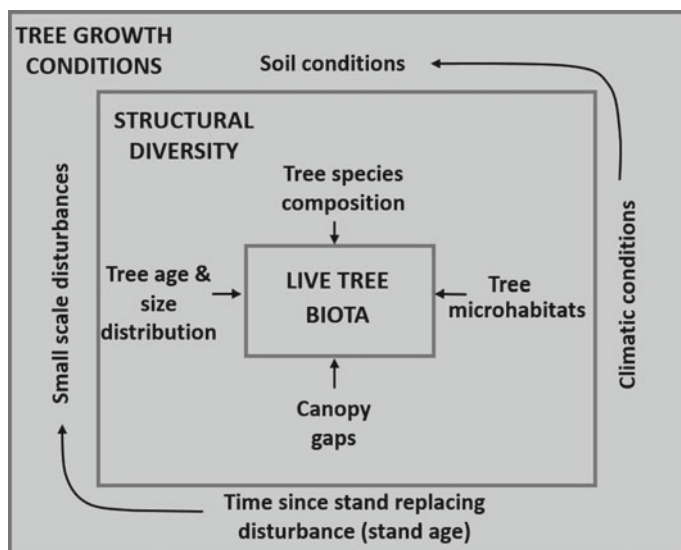 TREE GROWTH
CONDITIONS
Soil conditions
STRUCTURAL
DIVERSITY
Tree species
composition
Small scale disturbances
Tree age &
size
distribution
LIVE TREE
BIOTA
Tree
microhabitats
Climatic conditions
Canopy
gaps
Time since stand replacing
disturbance (stand age)